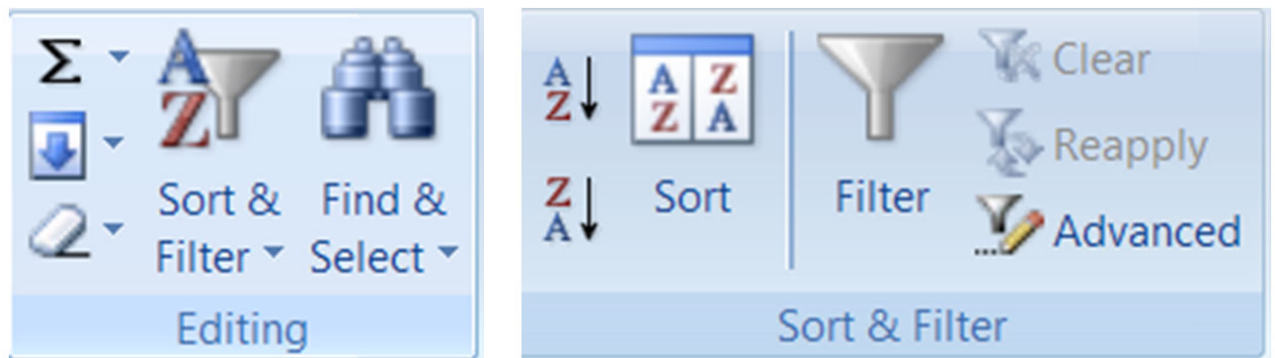 Σ
A
Z
Sort &
Filter
Find &
Select
Editing
A
Z
Z
A
A Z
Z A
Sort
Filter
Clear
Reapply
Advanced
Sort & Filter